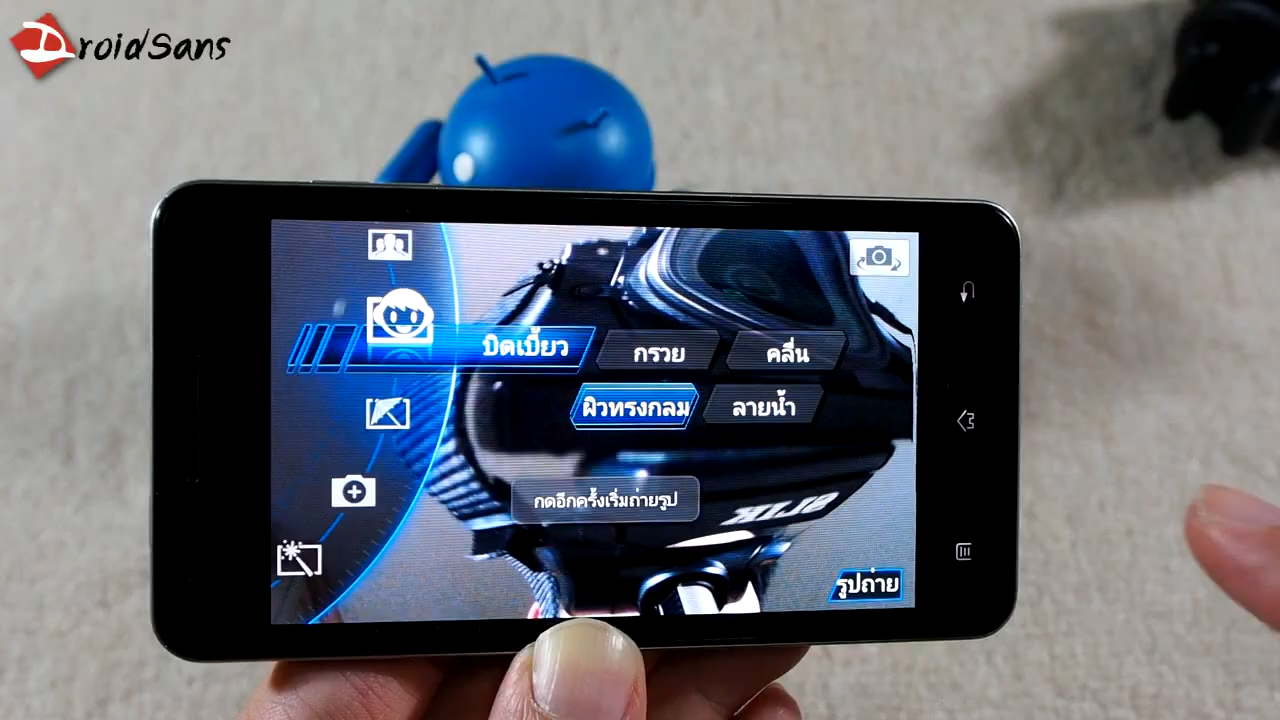 DroidSans
บิดเบี้ยว กรวย คลื่น
ผิวทรงกลม ลายน้ำ
กดอีกครั้งเริ่มถ่ายรูป
รูปถ่าย